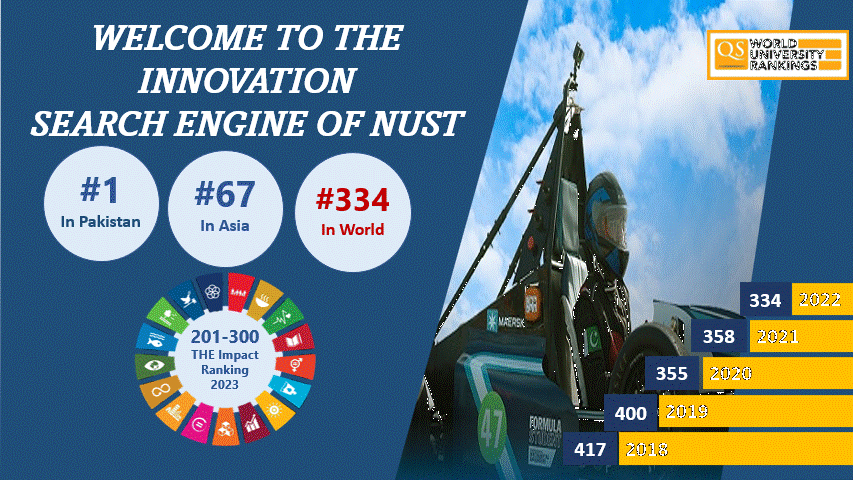 WELCOME TO THE
INNOVATION
SEARCH ENGINE OF NUST
QS WORLD
UNIVERSITY
RANKINGS
#1
In Pakistan
#67
In Asia
#334
In World
201-300
THE Impact
Ranking
2023
MAERSK
47
FORMULA
STUDENT
334 2022
358 2021
355 2020
400 2019
417 2018